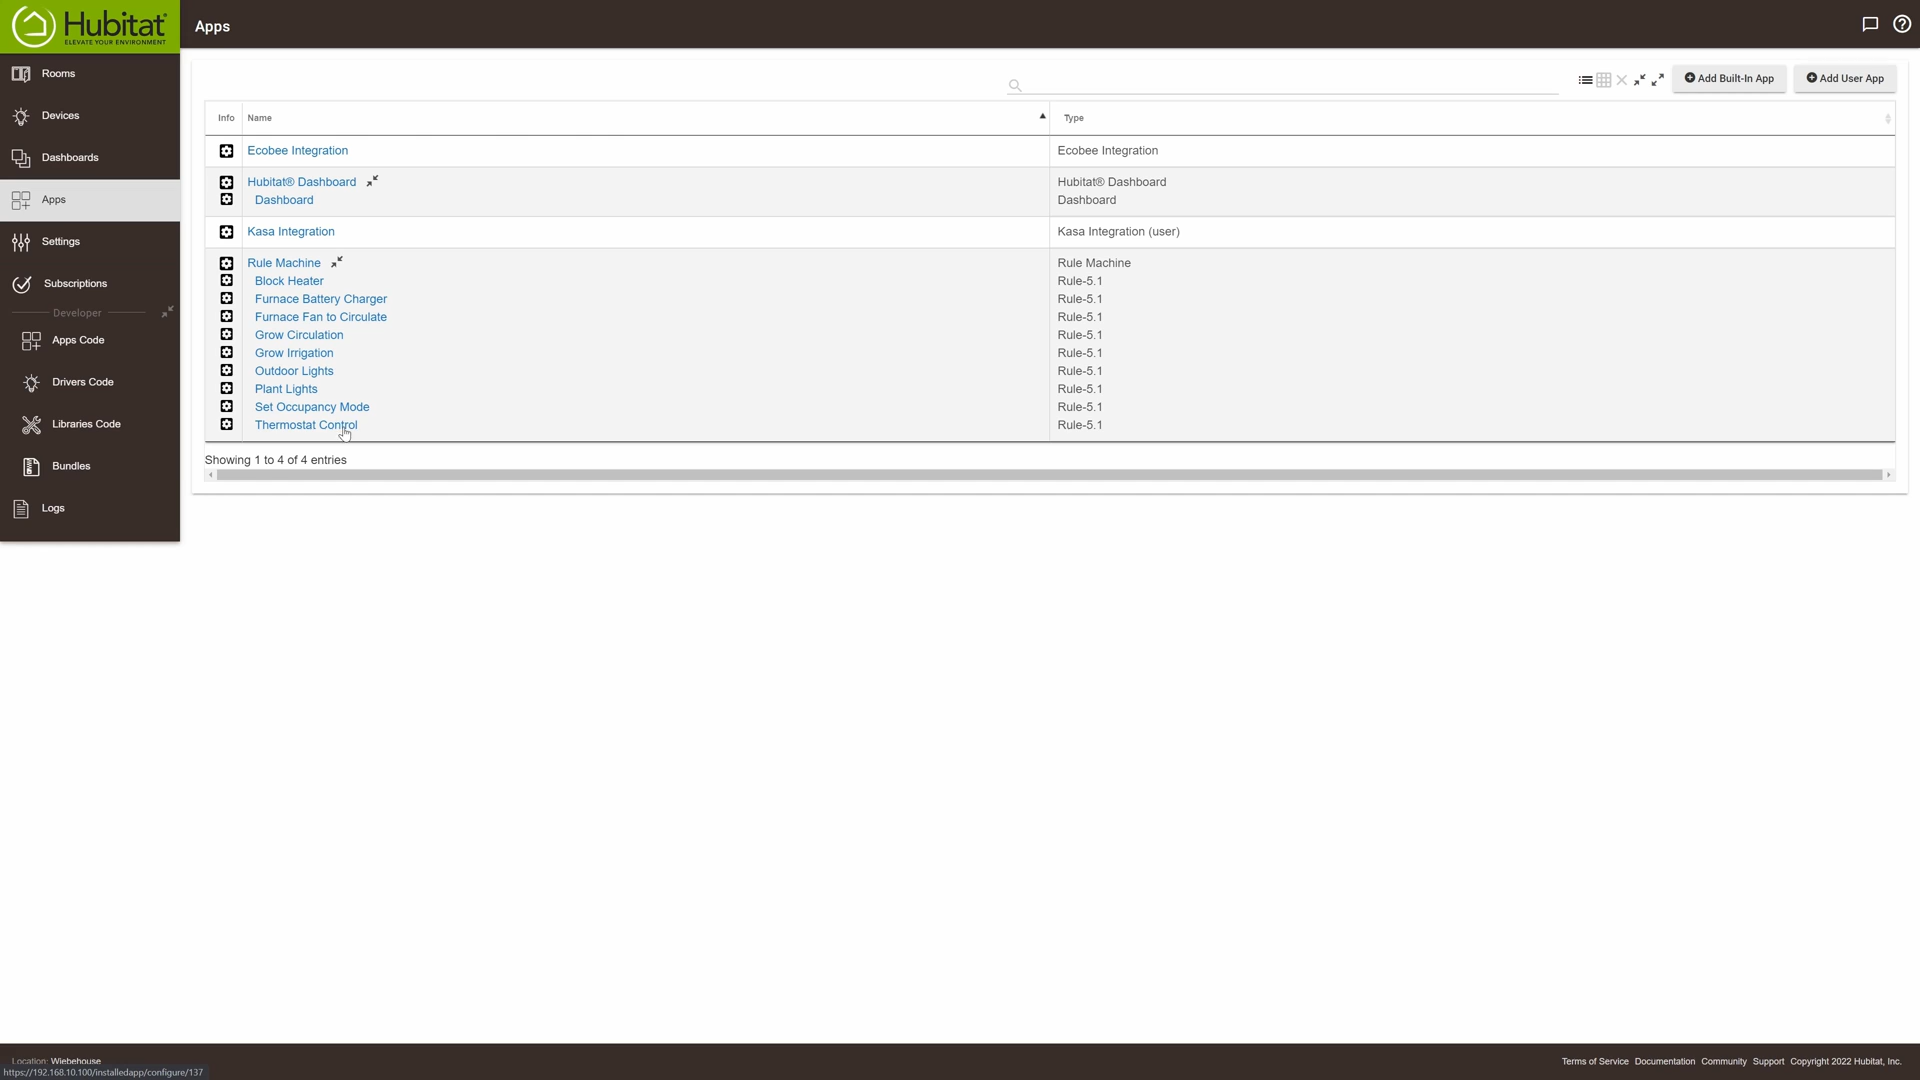 Hubitat®
ELEVATE YOUR ENVIRONMENT
Apps
Rooms
Devices
Dashboards
Apps
Settings
Subscriptions
Developer
Apps Code
Drivers Code
Libraries Code
Bundles
Logs
Add Built-In App
Add User App
Info Name Type
Ecobee Integration Ecobee Integration
Hubitat® Dashboard Hubitat® Dashboard
Dashboard Dashboard
Kasa Integration Kasa Integration (user)
Rule Machine Rule Machine
Block Heater Rule-5.1
Furnace Battery Charger Rule-5.1
Furnace Fan to Circulate Rule-5.1
Grow Circulation Rule-5.1
Grow Irrigation Rule-5.1
Outdoor Lights Rule-5.1
Plant Lights Rule-5.1
Set Occupancy Mode Rule-5.1
Thermostat Control Rule-5.1
Showing 1 to 4 of 4 entries
Location: Wiebehouse
https://192.168.10.100/installedapp/configure/137
Terms of Service Documentation Community Support Copyright 2022 Hubitat, Inc.